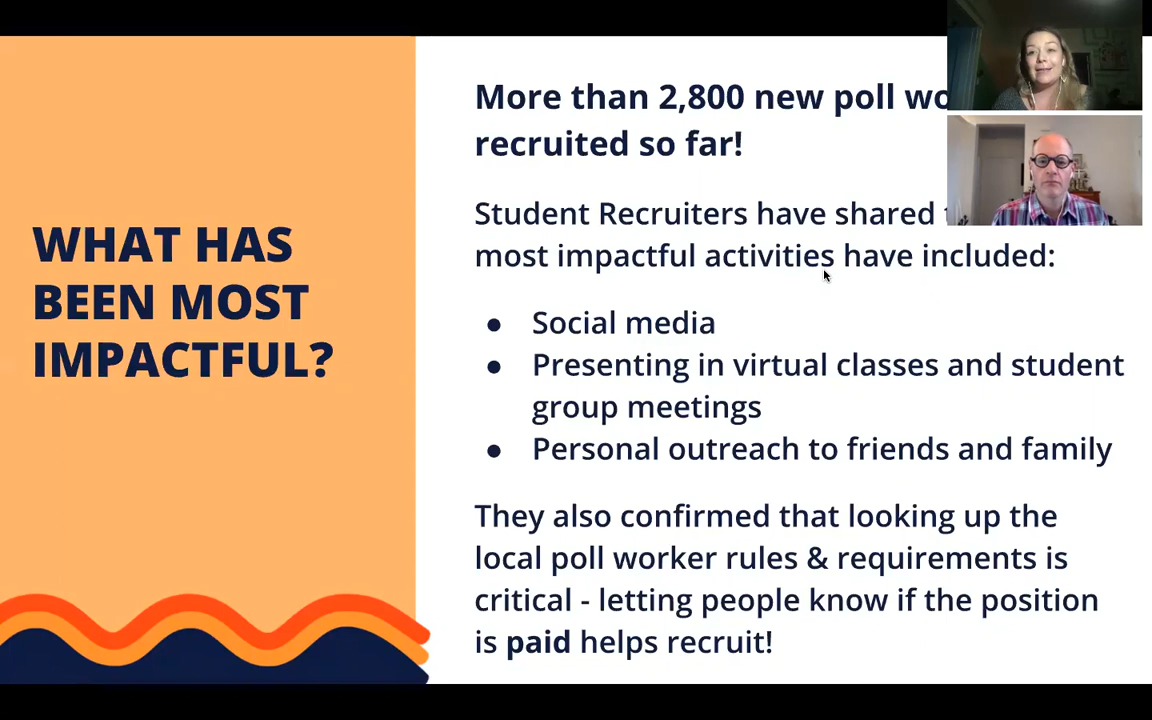 WHAT HAS
BEEN MOST
IMPACTFUL?
More than 2,800 new poll
recruited so far!
Student Recruiters have shared
most impactful activities have included:
● Social media
● Presenting in virtual classes and student
group meetings
● Personal outreach to friends and family
They also confirmed that looking up the
local poll worker rules & requirements is
critical - letting people know if the position
is paid helps recruit!